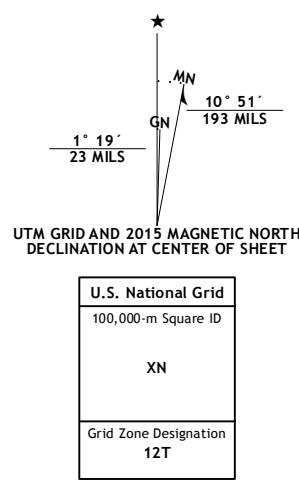 ★
MN
GN
10° 51´
193 MILS
1° 19´
23 MILS
UTM GRID AND 2015 MAGNETIC NORTH
DECLINATION AT CENTER OF SHEET
U.S. National Grid
100,000-m Square ID
XN
Grid Zone Designation
12T